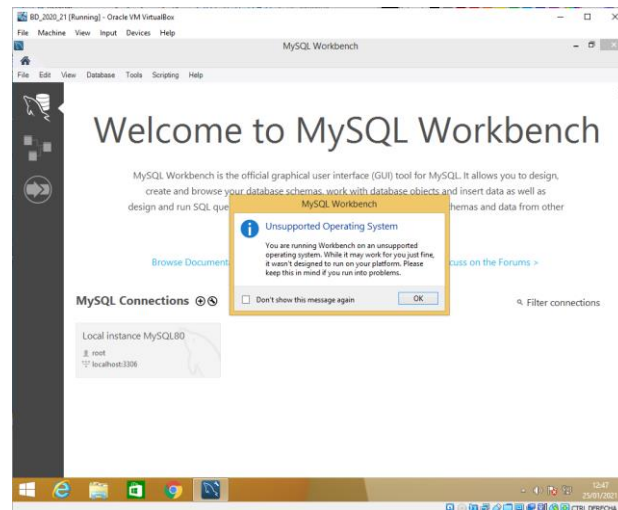 BD_2020_21 [Running] - Oracle VM VirtualBox
File Machine View Input Devices Help
MySQL Workbench
File Edit View Database Tools Scripting Help
Welcome to MySQL Workbench
MySQL Workbench is the official graphical user interface (GUI) tool for MySQL. It allows you to design,
create and browse your database schemas, work with database objects and insert data as well as
design and run SQL que
hemas and data from other
MySQL Workbench
Unsupported Operating System
You are running Workbench on an unsupported
operating system. While it may work for you just fine,
it wasn't designed to run on your platform. Please
keep this in mind if you run into problems.
Don't show this message again
OK
Browse Document
cuss on the Forums >
MySQL Connections
Filter connections
Local instance MySQL80
root
localhost:3306
12:47
25/01/2021
CTRL DERECHA